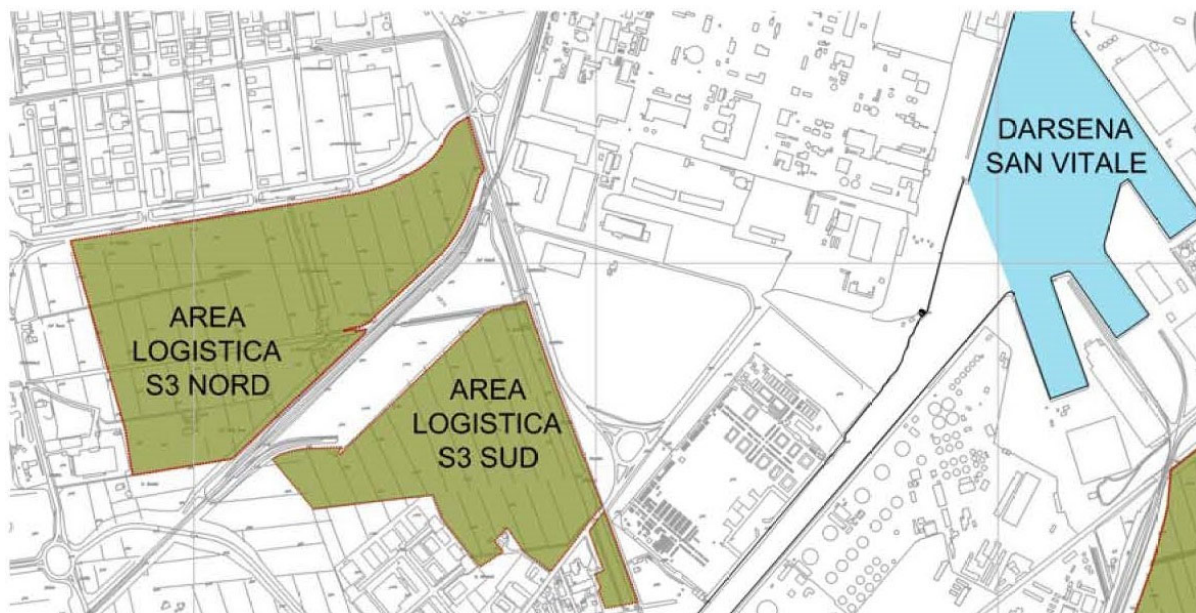 DARSENA
SAN VITALE
AREA
LOGISTICA
S3 NORD
AREA
LOGISTICA
S3 SUD